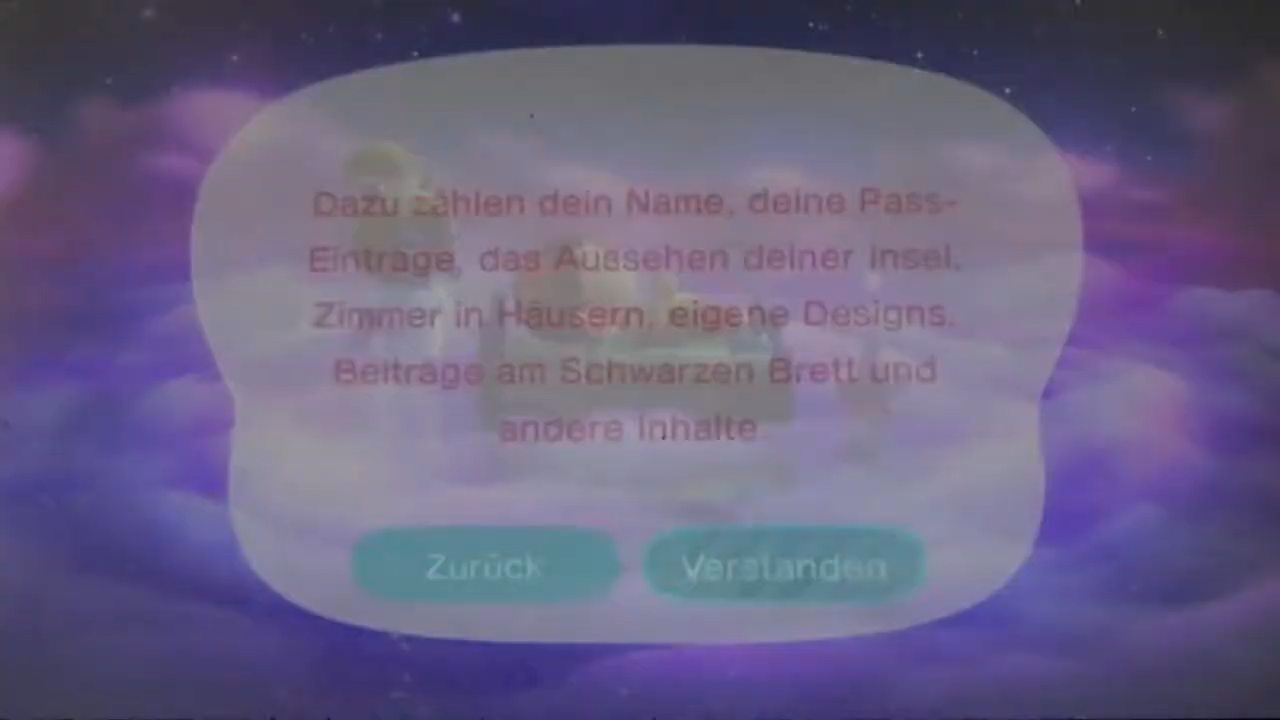 Dazu zählen dein Name, deine Pass-
Einträge, das Aussehen deiner Insel,
Zimmer in Häusern, eigene Designs,
Beiträge am Schwarzen Brett und
andere Inhalte.
Zurück
Verstanden